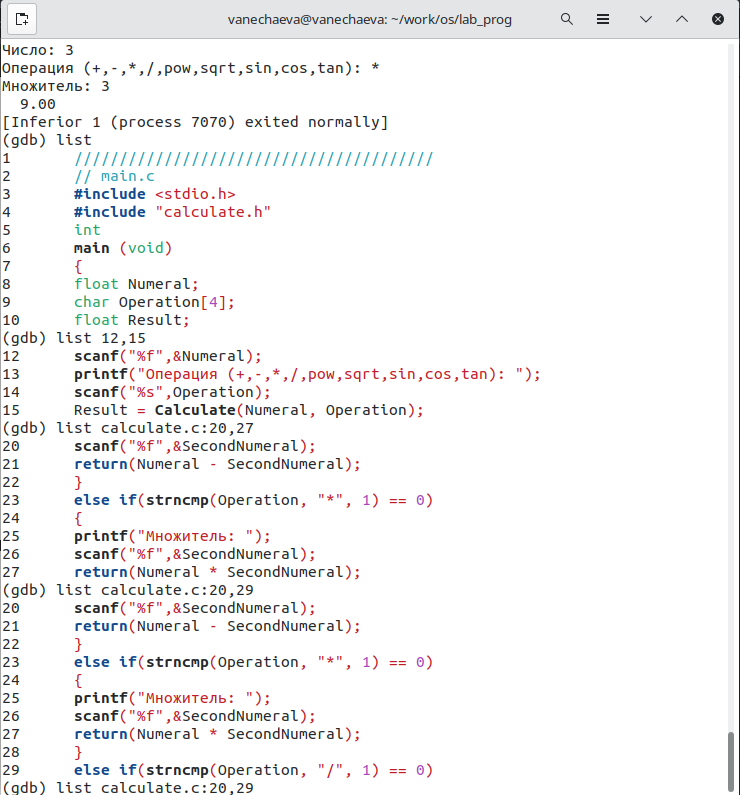 vanechaeva@vanechaeva: ~/work/os/lab_prog
Число: 3
Операция (+,-,*,/,pow,sqrt,sin,cos,tan): *
Множитель: 3
  9.00
[Inferior 1 (process 7070) exited normally]
(gdb) list
1       ////////////////////////////////////////
2       // main.c
3       #include <stdio.h>
4       #include "calculate.h"
5       int
6       main (void)
7       {
8       float Numeral;
9       char Operation[4];
10      float Result;
(gdb) list 12,15
12      scanf("%f",&Numeral);
13      printf("Операция (+,-,*,/,pow,sqrt,sin,cos,tan): ");
14      scanf("%s",Operation);
15      Result = Calculate(Numeral, Operation);
(gdb) list calculate.c:20,27
20      scanf("%f",&SecondNumeral);
21      return(Numeral - SecondNumeral);
22      }
23      else if(strncmp(Operation, "*", 1) == 0)
24      {
25      printf("Множитель: ");
26      scanf("%f",&SecondNumeral);
27      return(Numeral * SecondNumeral);
(gdb) list calculate.c:20,29
20      scanf("%f",&SecondNumeral);
21      return(Numeral - SecondNumeral);
22      }
23      else if(strncmp(Operation, "*", 1) == 0)
24      {
25      printf("Множитель: ");
26      scanf("%f",&SecondNumeral);
27      return(Numeral * SecondNumeral);
28      }
29      else if(strncmp(Operation, "/", 1) == 0)
(gdb) list calculate.c:20,29